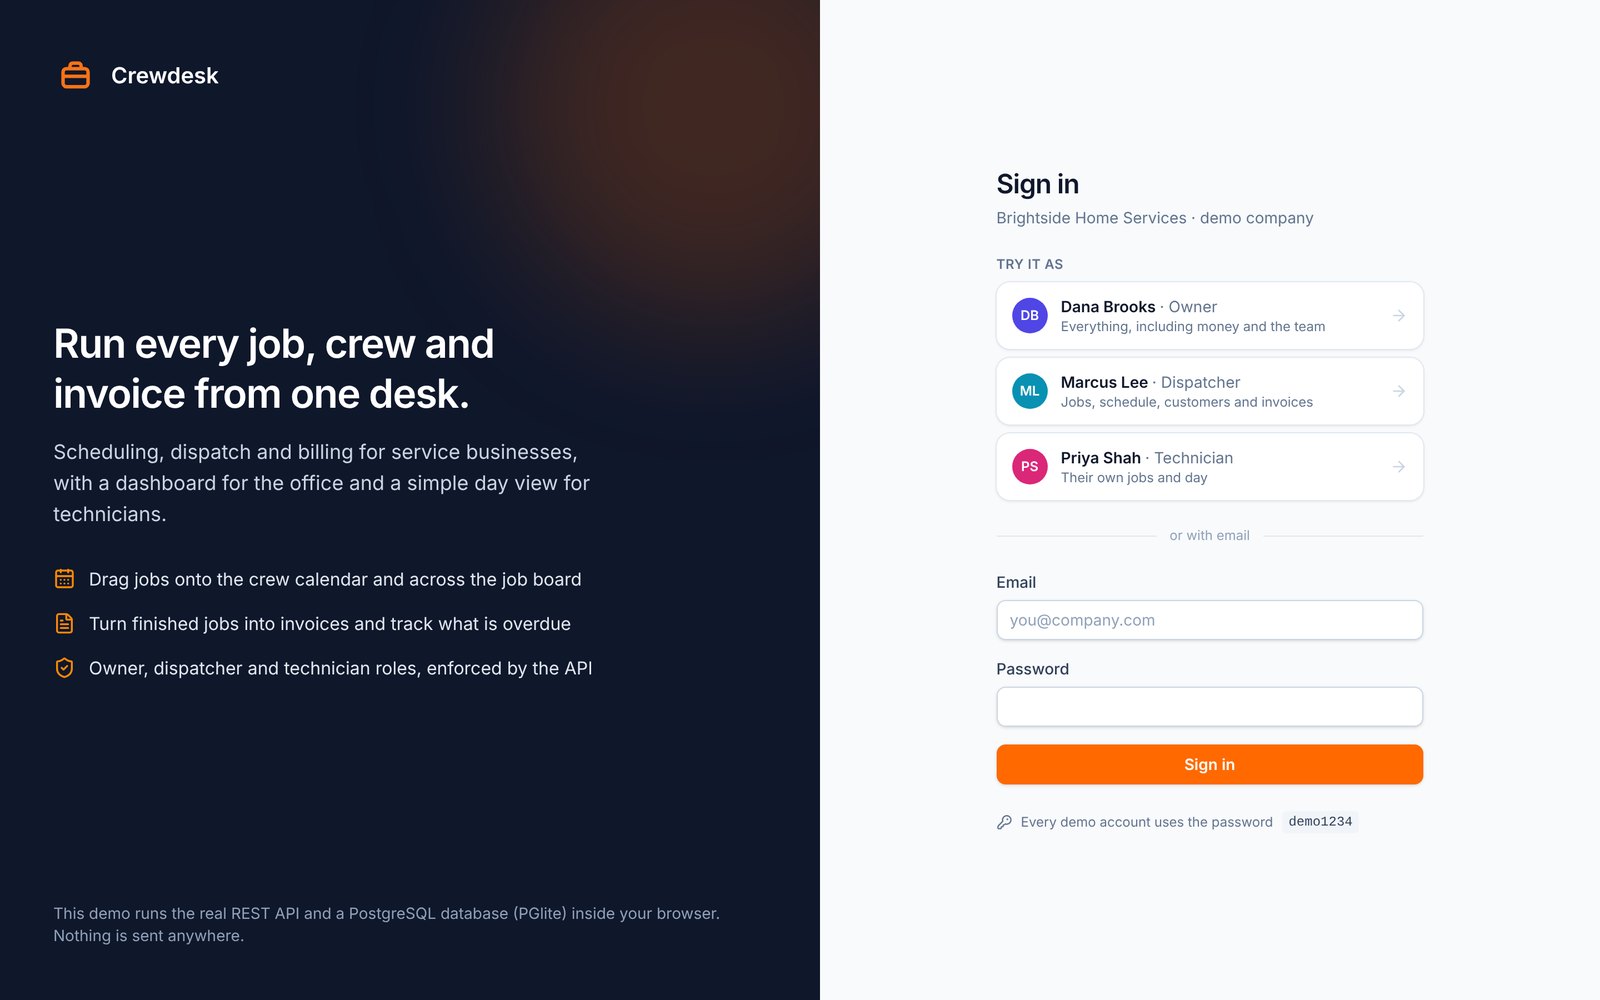 Crewdesk
Run every job, crew and
invoice from one desk.
Scheduling, dispatch and billing for service businesses,
with a dashboard for the office and a simple day view for
technicians.
Drag jobs onto the crew calendar and across the job board
Turn finished jobs into invoices and track what is overdue
Owner, dispatcher and technician roles, enforced by the API
This demo runs the real REST API and a PostgreSQL database (PGlite) inside your browser.
Nothing is sent anywhere.
Sign in
Brightside Home Services · demo company
TRY IT AS
DB
Dana Brooks · Owner
Everything, including money and the team
ML
Marcus Lee · Dispatcher
Jobs, schedule, customers and invoices
PS
Priya Shah · Technician
Their own jobs and day
or with email
Email
you@company.com
Password
Sign in
Every demo account uses the password demo1234